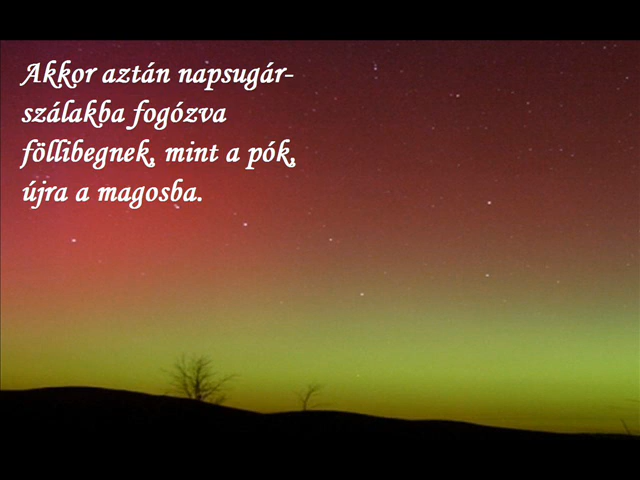 Akkor aztán napsugár-
szálakba fogózva
föllibegnek, mint a pók,
újra a magosba.